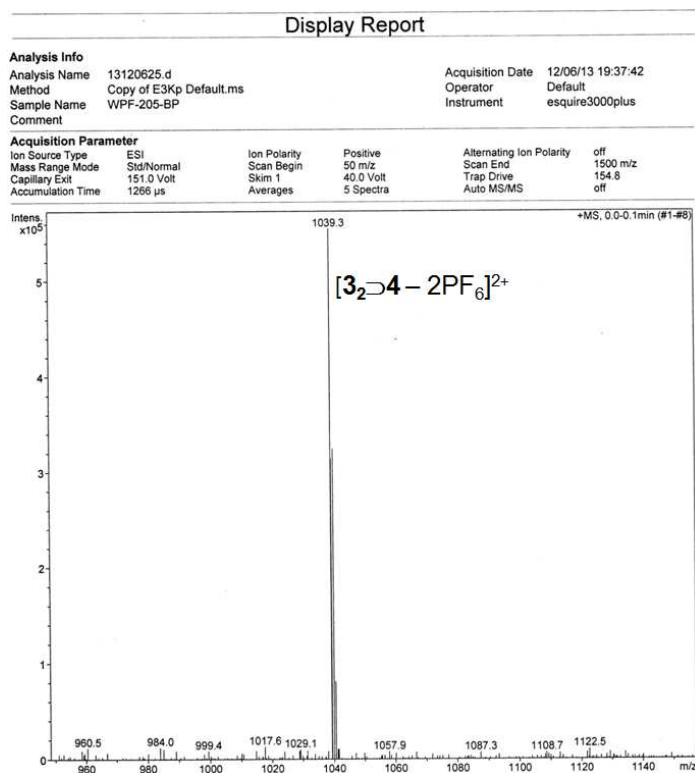 Display Report
Analysis Info
Analysis Name 13120625.d Acquisition Date 12/06/13 19:37:42
Method Copy of E3Kp Default.ms Operator Default
Sample Name WPF-205-BP Instrument esquire3000plus
Comment
Acquisition Parameter
Ion Source Type ESI Ion Polarity Positive Alternating Ion Polarity off
Mass Range Mode Std/Normal Scan Begin 50 m/z Scan End 1500 m/z
Capillary Exit 151.0 Volt Skim 1 40.0 Volt Trap Drive 154.8
Accumulation Time 1266 µs Averages 5 Spectra Auto MS/MS off
Intens. +MS, 0.0-0.1min (#1-#8)
x10⁵
1039.3
[3₂⊃4 – 2PF₆]²⁺
5
4
3
2
1
0
960.5 984.0 999.4 1017.6 1029.1 1057.9 1087.3 1108.7 1122.5
960 980 1000 1020 1040 1060 1080 1100 1120 1140 m/z